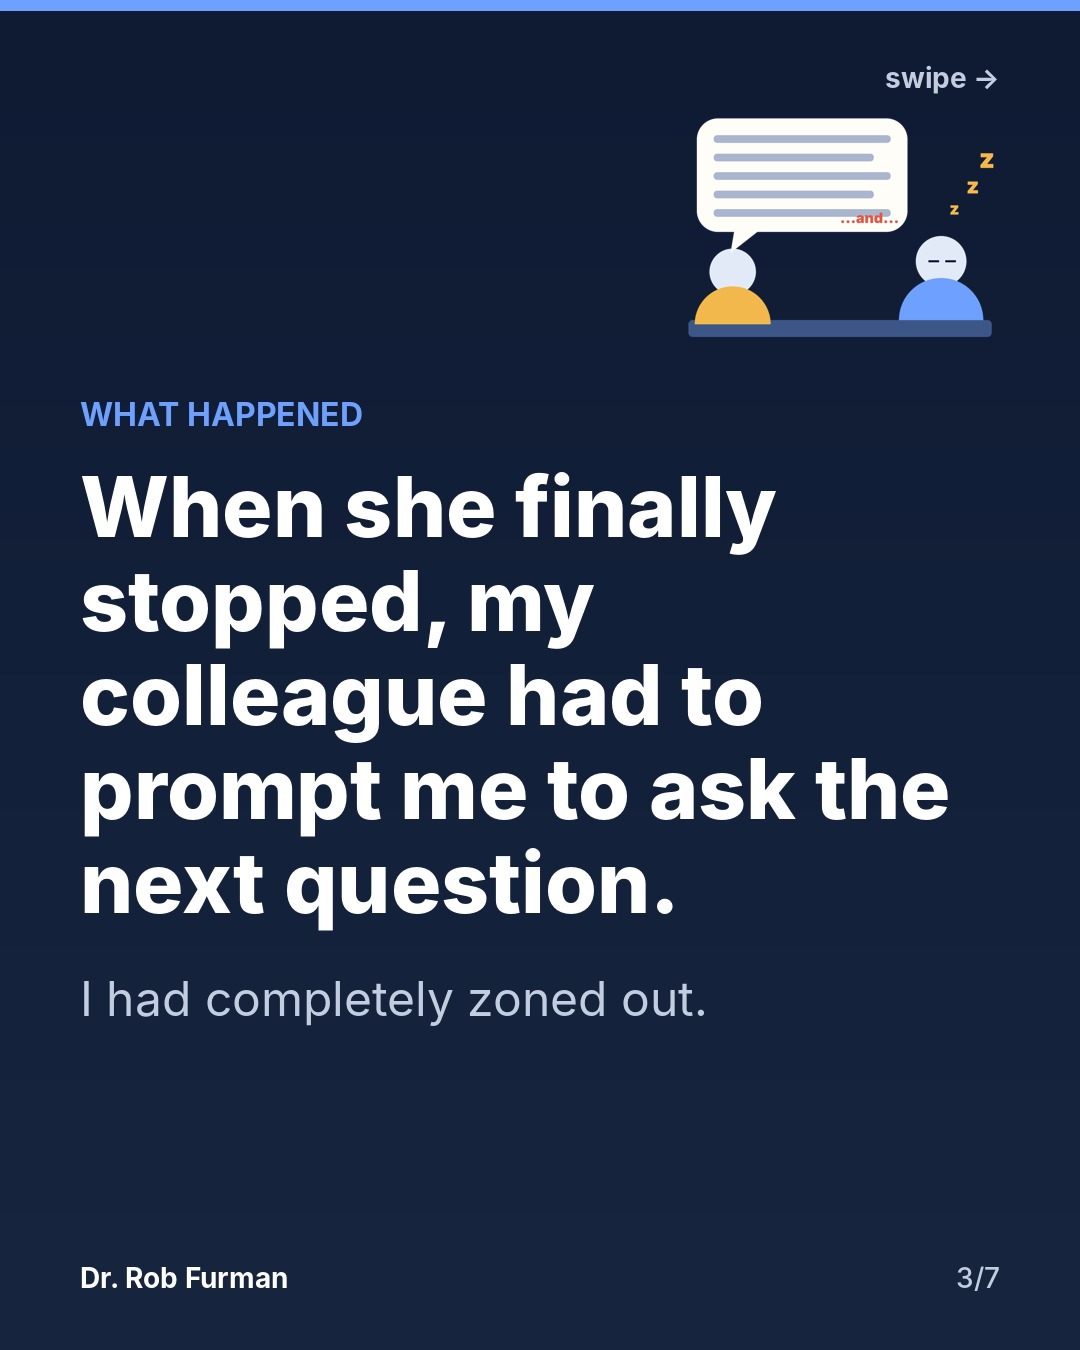 swipe →
...and...
z
z
z
WHAT HAPPENED
When she finally
stopped, my
colleague had to
prompt me to ask the
next question.
I had completely zoned out.
Dr. Rob Furman
3/7